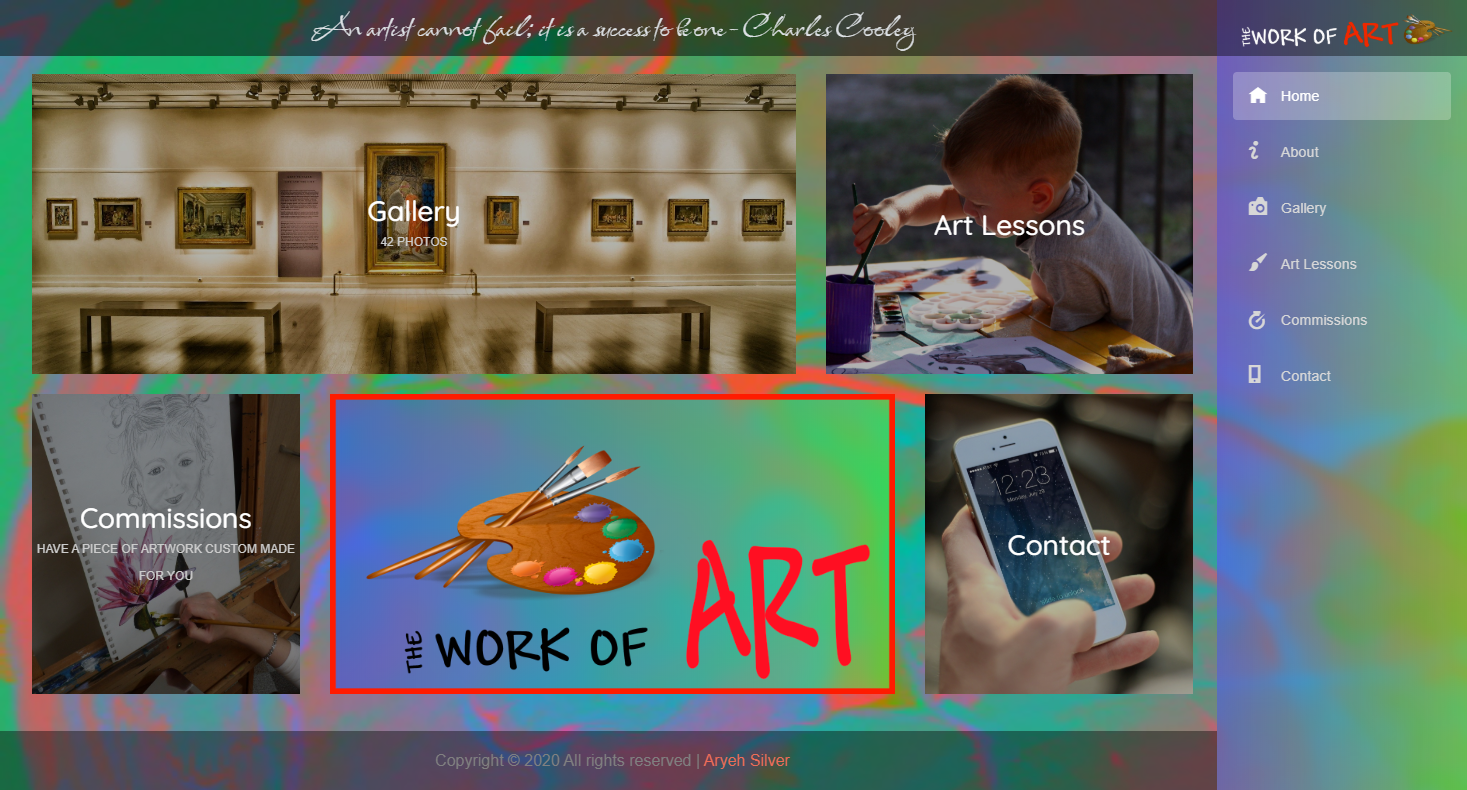 An artist cannot fail; it is a success to be one - Charles Cooley
THE WORK OF ART
Home
About
Gallery
Art Lessons
Commissions
Contact
Gallery
42 PHOTOS
Art Lessons
Commissions
HAVE A PIECE OF ARTWORK CUSTOM MADE
FOR YOU
THE WORK OF ART
12:23
Contact
Copyright © 2020 All rights reserved | Aryeh Silver